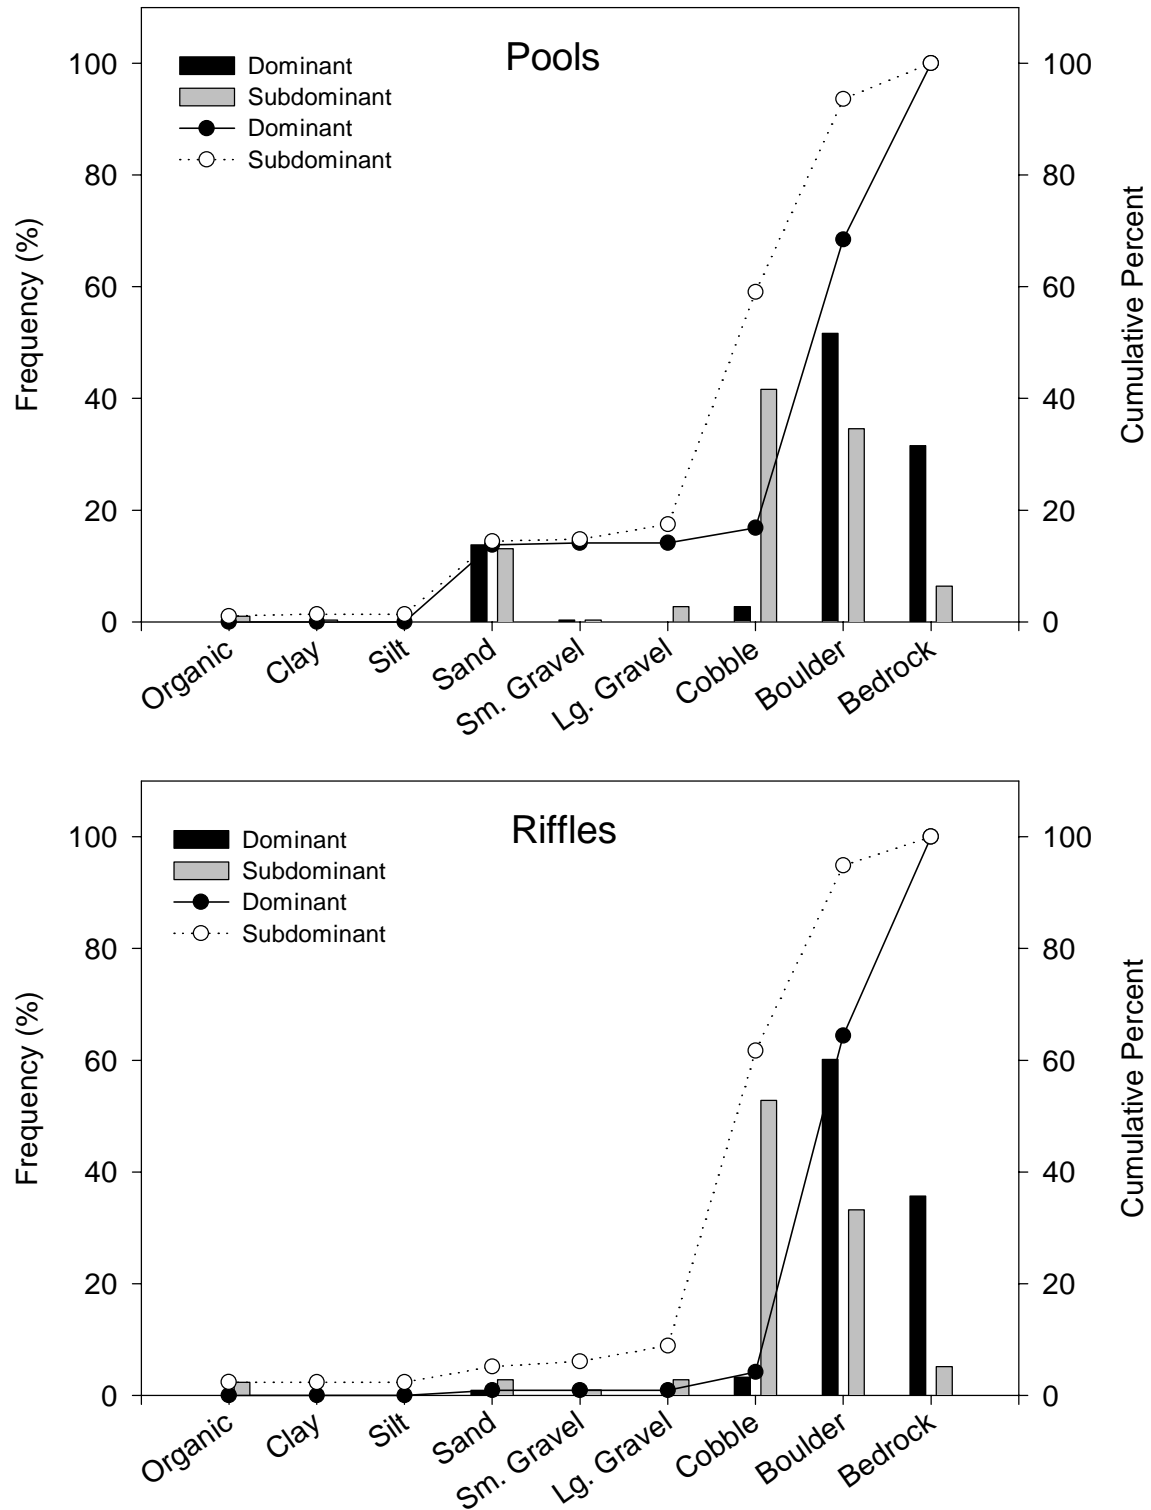 Pools
Dominant
Subdominant
Dominant
Subdominant
Frequency (%)
100
80
60
40
20
0
Cumulative Percent
100
80
60
40
20
0
Organic
Clay
Silt
Sand
Sm. Gravel
Lg. Gravel
Cobble
Boulder
Bedrock
Riffles
Dominant
Subdominant
Dominant
Subdominant
Frequency (%)
100
80
60
40
20
0
Cumulative Percent
100
80
60
40
20
0
Organic
Clay
Silt
Sand
Sm. Gravel
Lg. Gravel
Cobble
Boulder
Bedrock